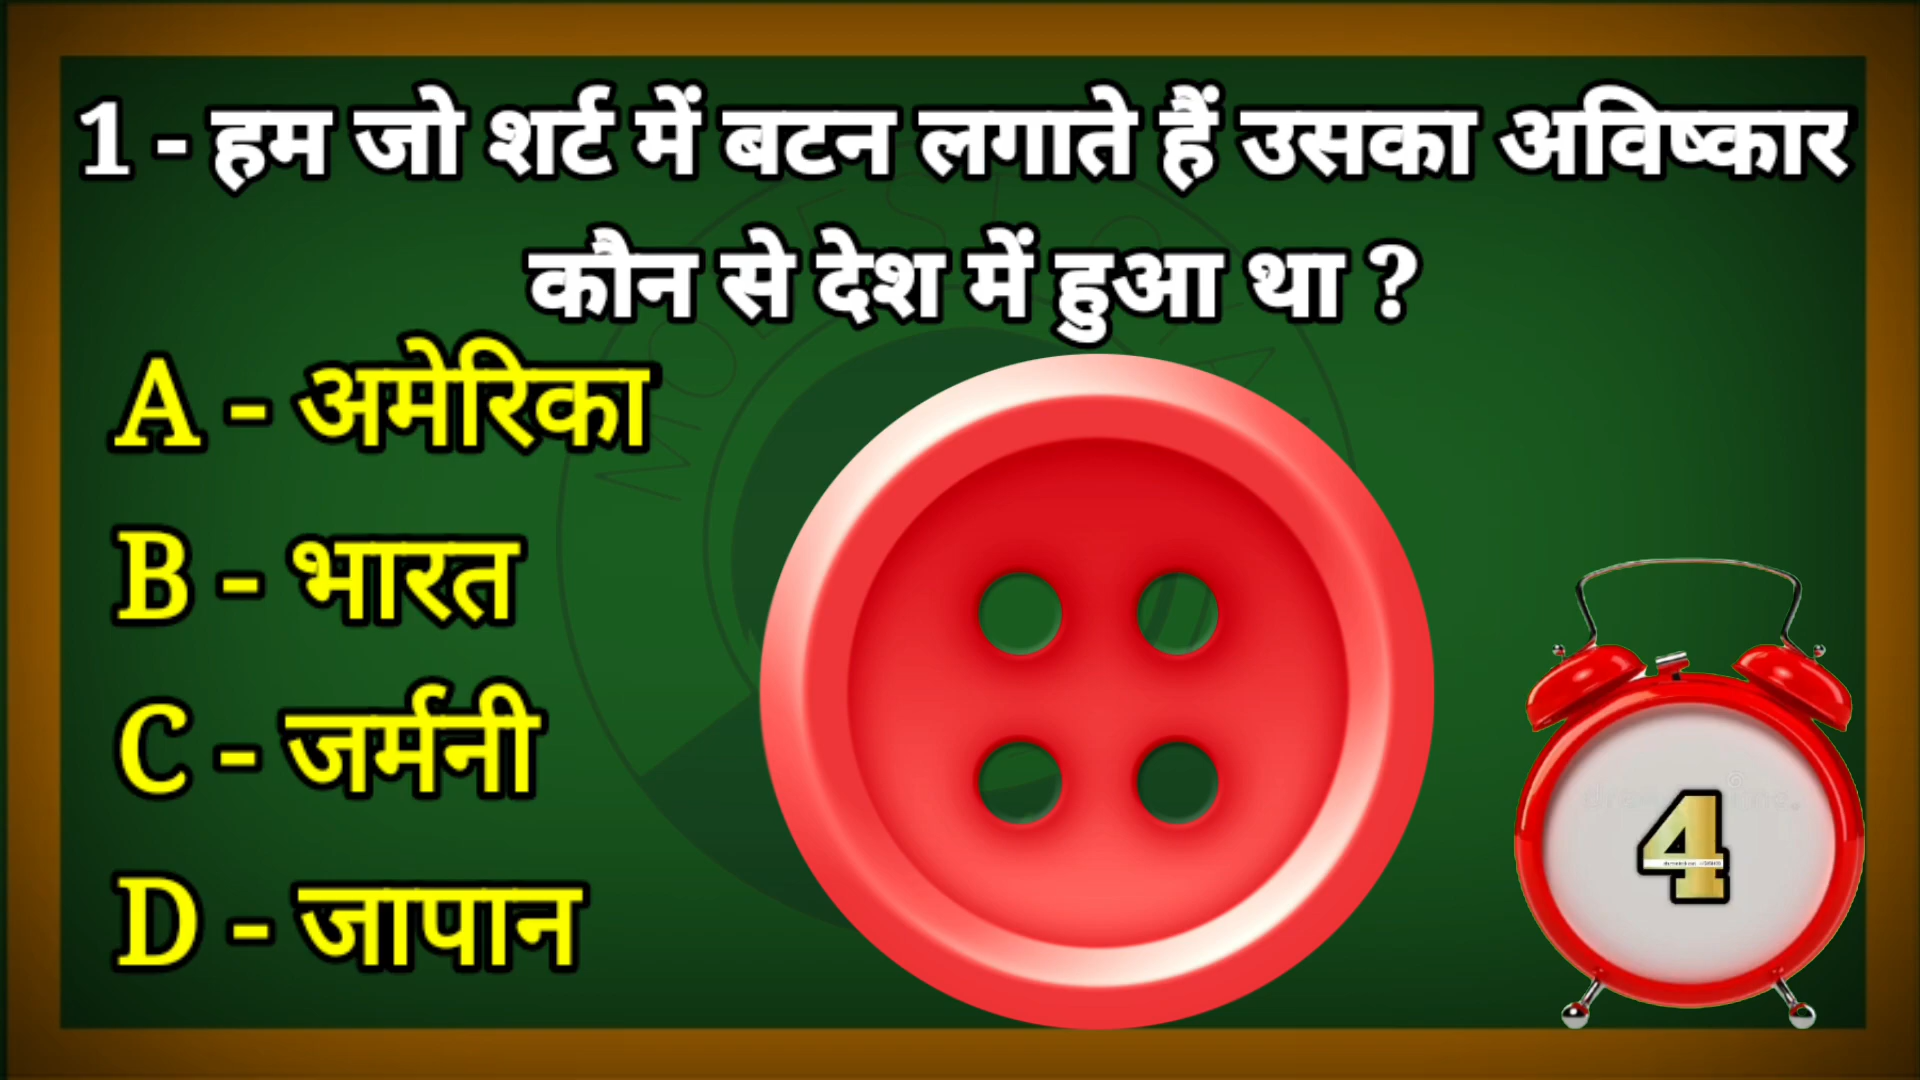 1 - हम जो शर्ट में बटन लगाते हैं उसका अविष्कार
कौन से देश में हुआ था ?
A - अमेरिका
B - भारत
C - जर्मनी
D - जापान
4